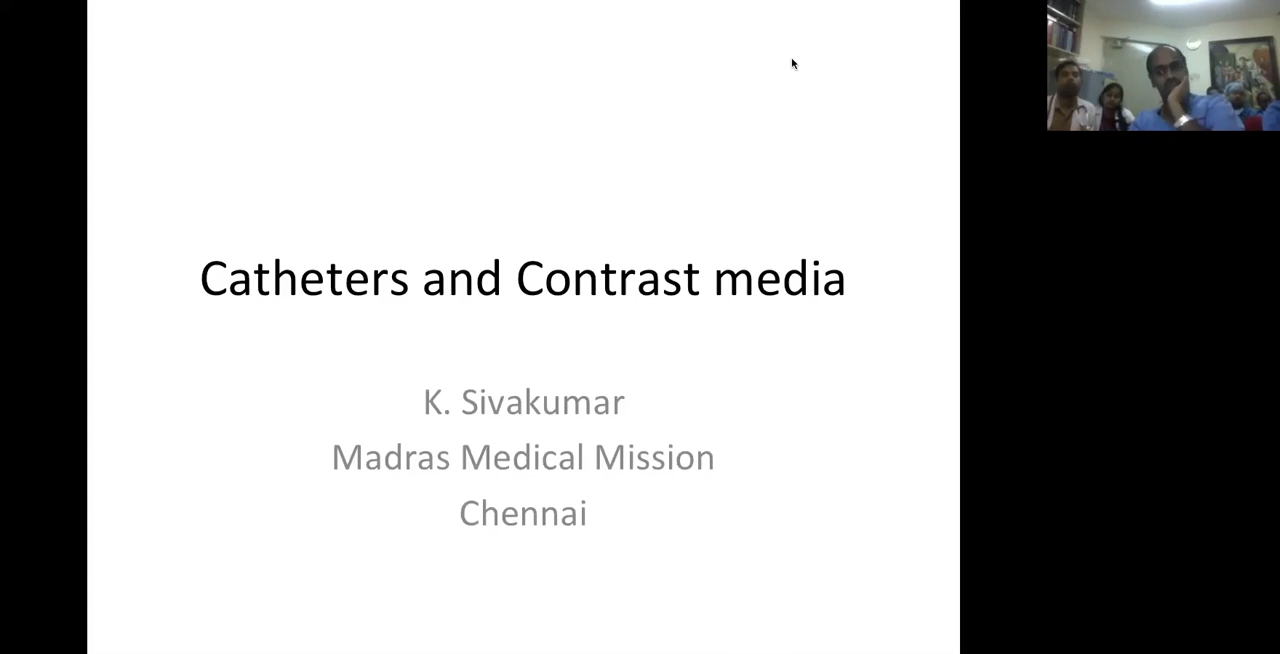 Catheters and Contrast media
K. Sivakumar
Madras Medical Mission
Chennai